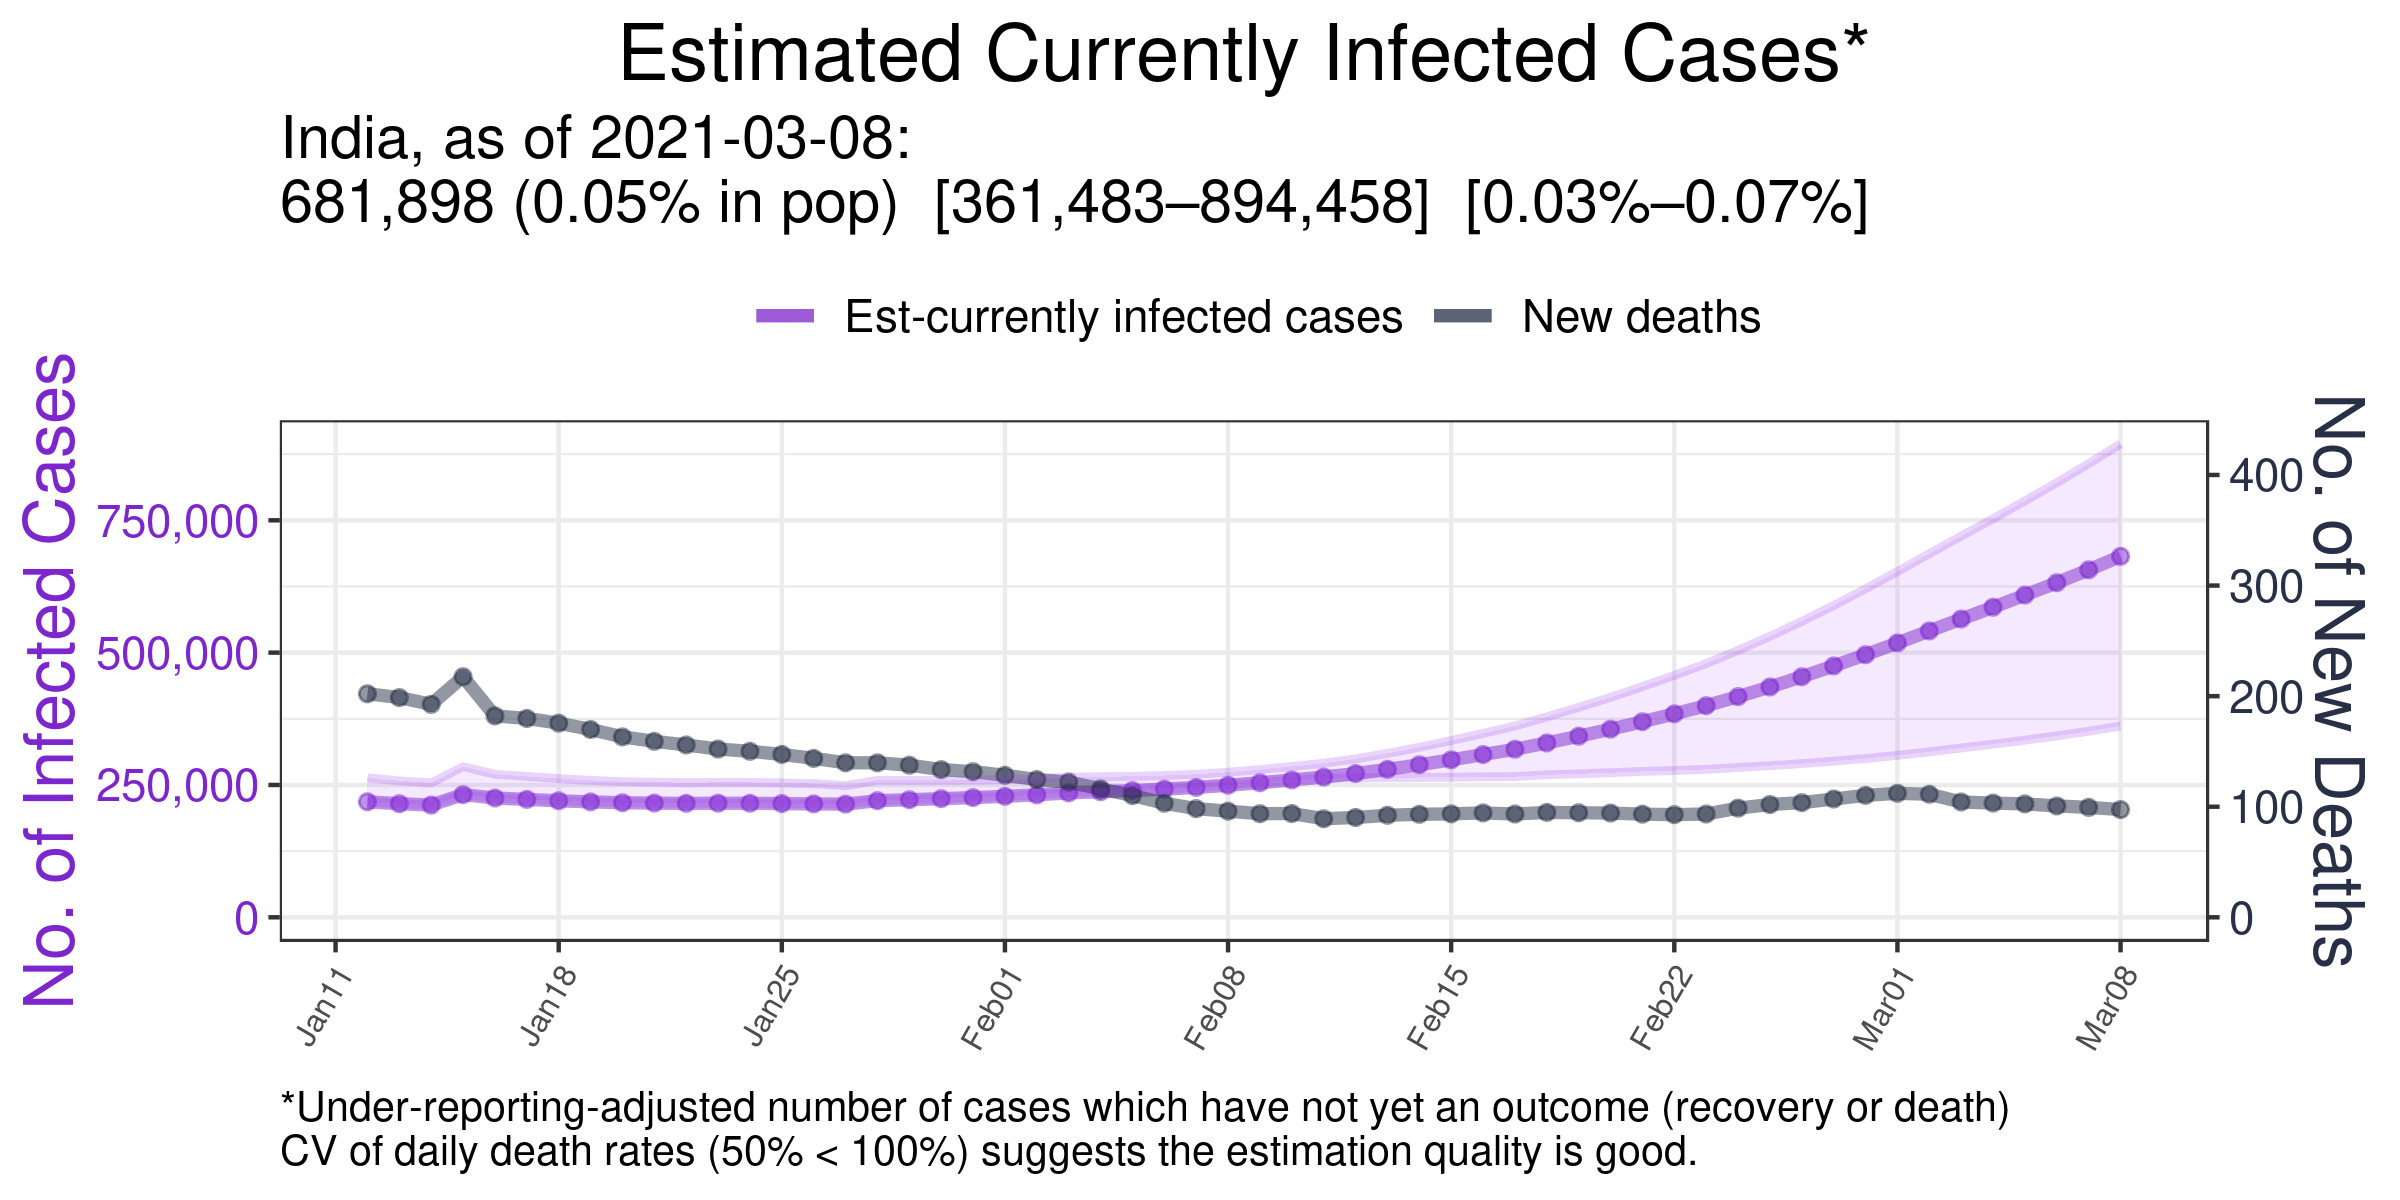 Estimated Currently Infected Cases*
India, as of 2021-03-08:
681,898 (0.05% in pop)  [361,483–894,458]  [0.03%–0.07%]
Est-currently infected cases
New deaths
No. of Infected Cases
750,000
500,000
250,000
0
400
300
200
100
0
No. of New Deaths
Jan11
Jan18
Jan25
Feb01
Feb08
Feb15
Feb22
Mar01
Mar08
*Under-reporting-adjusted number of cases which have not yet an outcome (recovery or death)
CV of daily death rates (50% < 100%) suggests the estimation quality is good.